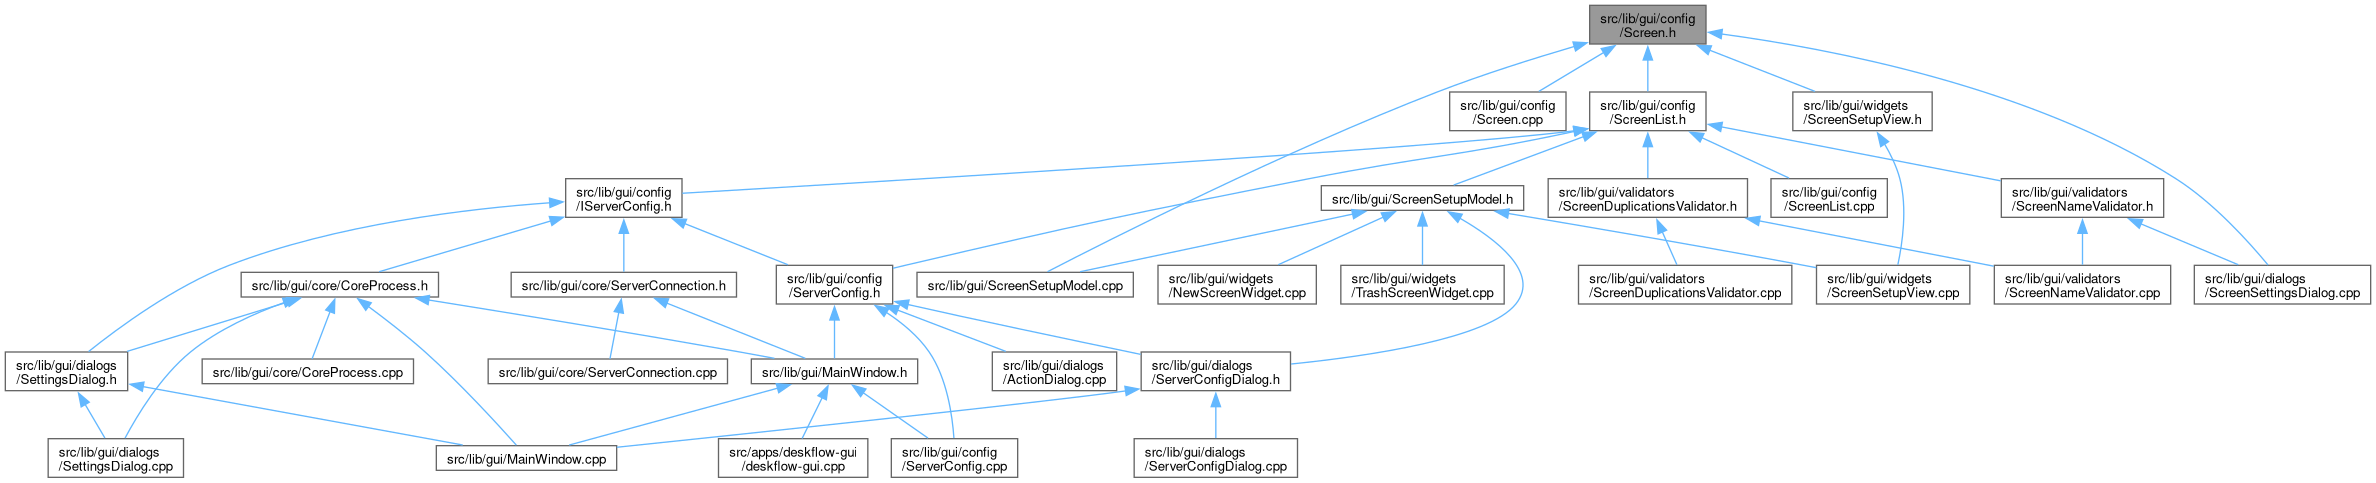 src/lib/gui/config
/Screen.h
src/lib/gui/config
/Screen.cpp
src/lib/gui/config
/ScreenList.h
src/lib/gui/widgets
/ScreenSetupView.h
src/lib/gui/config
/IServerConfig.h
src/lib/gui/ScreenSetupModel.h
src/lib/gui/validators
/ScreenDuplicationsValidator.h
src/lib/gui/config
/ScreenList.cpp
src/lib/gui/validators
/ScreenNameValidator.h
src/lib/gui/core/CoreProcess.h
src/lib/gui/core/ServerConnection.h
src/lib/gui/config
/ServerConfig.h
src/lib/gui/ScreenSetupModel.cpp
src/lib/gui/widgets
/NewScreenWidget.cpp
src/lib/gui/widgets
/TrashScreenWidget.cpp
src/lib/gui/validators
/ScreenDuplicationsValidator.cpp
src/lib/gui/widgets
/ScreenSetupView.cpp
src/lib/gui/validators
/ScreenNameValidator.cpp
src/lib/gui/dialogs
/ScreenSettingsDialog.cpp
src/lib/gui/dialogs
/SettingsDialog.h
src/lib/gui/core/CoreProcess.cpp
src/lib/gui/core/ServerConnection.cpp
src/lib/gui/MainWindow.h
src/lib/gui/dialogs
/ActionDialog.cpp
src/lib/gui/dialogs
/ServerConfigDialog.h
src/lib/gui/dialogs
/SettingsDialog.cpp
src/lib/gui/MainWindow.cpp
src/apps/deskflow-gui
/deskflow-gui.cpp
src/lib/gui/config
/ServerConfig.cpp
src/lib/gui/dialogs
/ServerConfigDialog.cpp